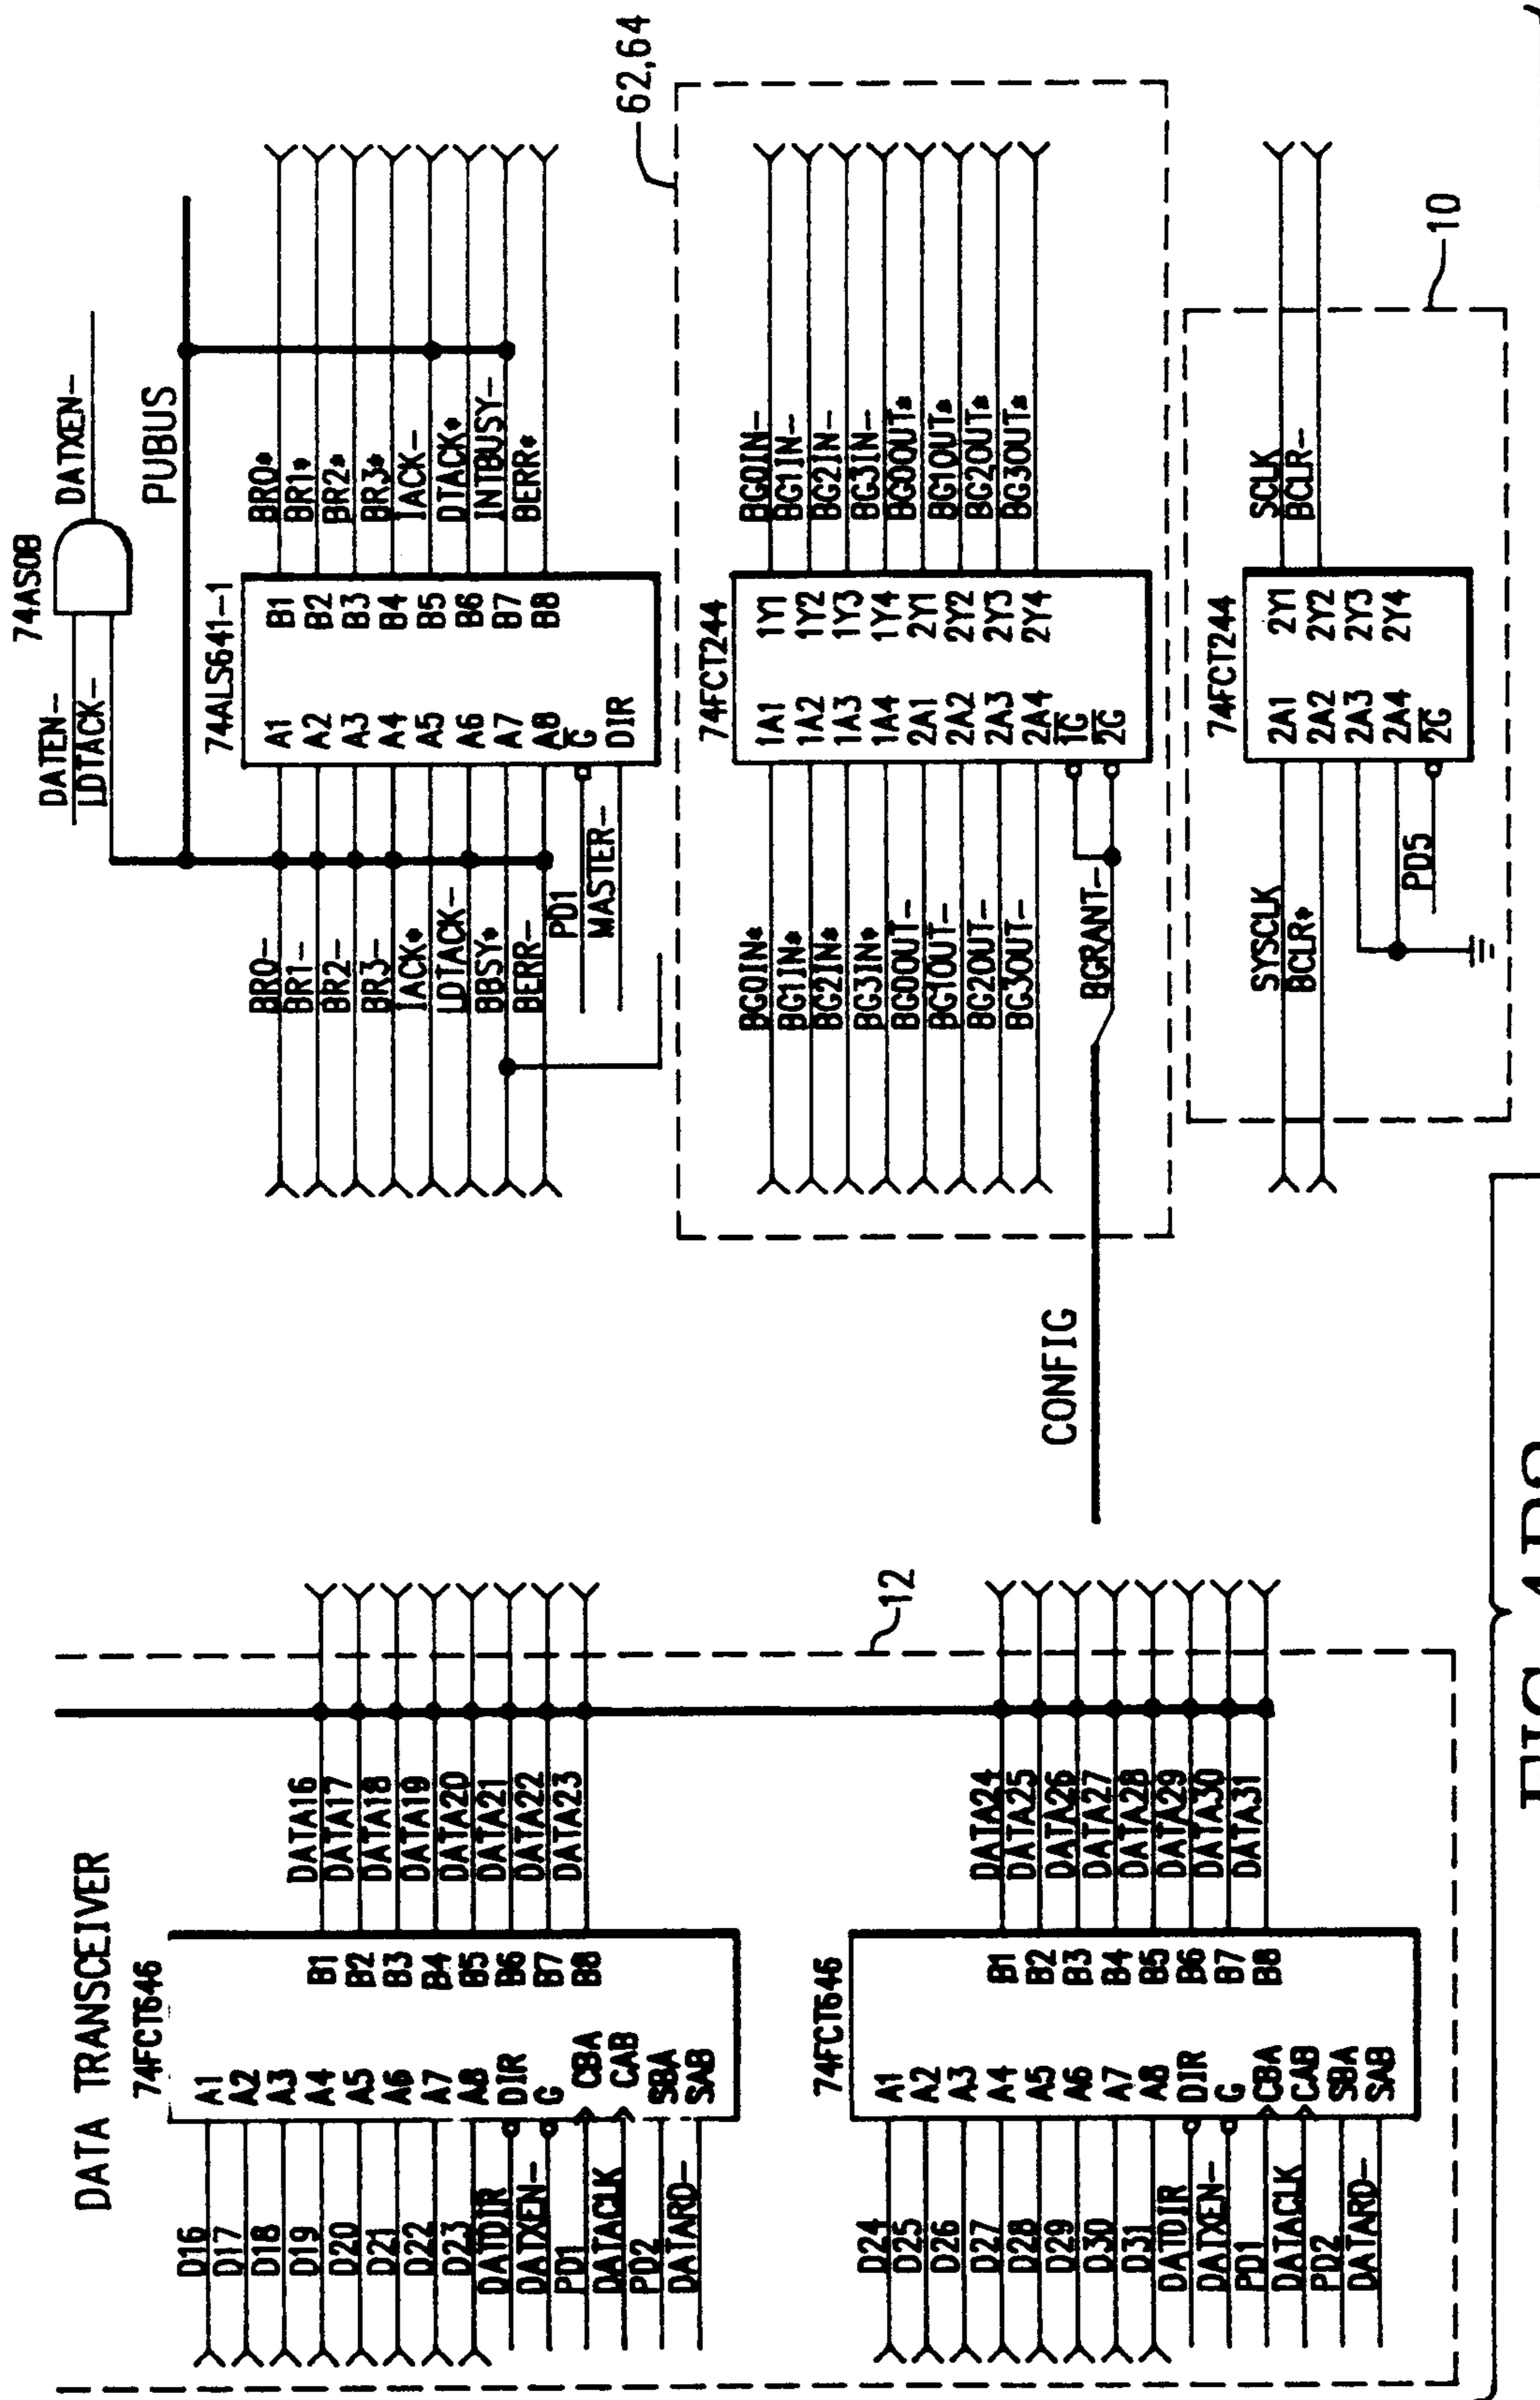 DATA TRANSCEIVER
74FCT646
D16 A1
D17 A2
D18 A3
D19 A4 B1 DATA16
D20 A5 B2 DATA17
D21 A6 B3 DATA18
D22 A7 B4 DATA19
D23 A8 B5 DATA20
DATDIR DIR B6 DATA21
DATXEN- G B7 DATA22
PD1 CBA B8 DATA23
DATACLK CAB
PD2 SBA
DATARD- SAB
74FCT646
D24 A1
D25 A2
D26 A3
D27 A4 B1 DATA24
D28 A5 B2 DATA25
D29 A6 B3 DATA26
D30 A7 B4 DATA27
D31 A8 B5 DATA28
DATDIR DIR B6 DATA29
DATXEN- G B7 DATA30
PD1 CBA B8 DATA31
DATACLK CAB
PD2 SBA
DATARD- SAB
12
CONFIG
DATEN- 74AS08 DATXEN-
LDTACK-
PUBUS
74ALS641-1
BR0- A1 B1 BR0*
BR1- A2 B2 BR1*
BR2- A3 B3 BR2*
BR3- A4 B4 BR3*
IACK* A5 B5 IACK-
LDTACK- A6 B6 DTACK*
BBSY* A7 B7 INTBUSY-
BERR- A8 B8 BERR*
PD1 G
MASTER- DIR
62,64
74FCT244
BG0IN* 1A1 1Y1 BG0IN-
BG1IN* 1A2 1Y2 BG1IN-
BG2IN* 1A3 1Y3 BG2IN-
BG3IN* 1A4 1Y4 BG3IN-
BG0OUT- 2A1 2Y1 BG0OUT*
BG1OUT- 2A2 2Y2 BG1OUT*
BG2OUT- 2A3 2Y3 BG2OUT*
BG3OUT- 2A4 2Y4 BG3OUT*
1G
BGRANT- 2G
10
74FCT244
SYSCLK 2A1 2Y1 SCLK
BCLR* 2A2 2Y2 BCLR-
2A3 2Y3
2A4 2Y4
PD5 2G